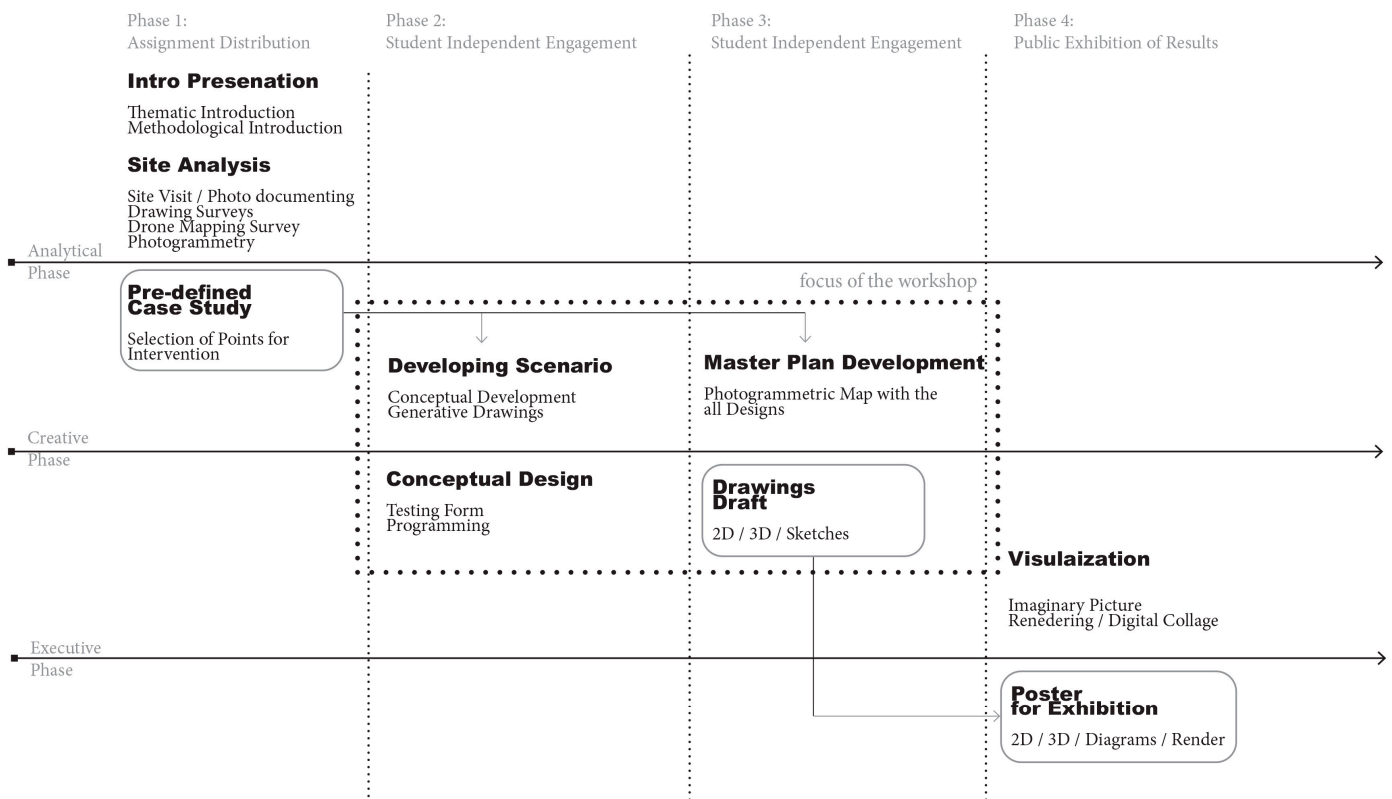 Phase 1:
Assignment Distribution
Phase 2:
Student Independent Engagement
Phase 3:
Student Independent Engagement
Phase 4:
Public Exhibition of Results
Intro Presenation
Thematic Introduction
Methodological Introduction
Site Analysis
Site Visit / Photo documenting
Drawing Surveys
Drone Mapping Survey
Photogrammetry
Analytical
Phase
focus of the workshop
Pre-defined
Case Study
Selection of Points for
Intervention
Developing Scenario
Conceptual Development
Generative Drawings
Master Plan Development
Photogrammetric Map with the
all Designs
Creative
Phase
Conceptual Design
Testing Form
Programming
Drawings
Draft
2D / 3D / Sketches
Visulaization
Imaginary Picture
Renedering / Digital Collage
Executive
Phase
Poster
for Exhibition
2D / 3D / Diagrams / Render